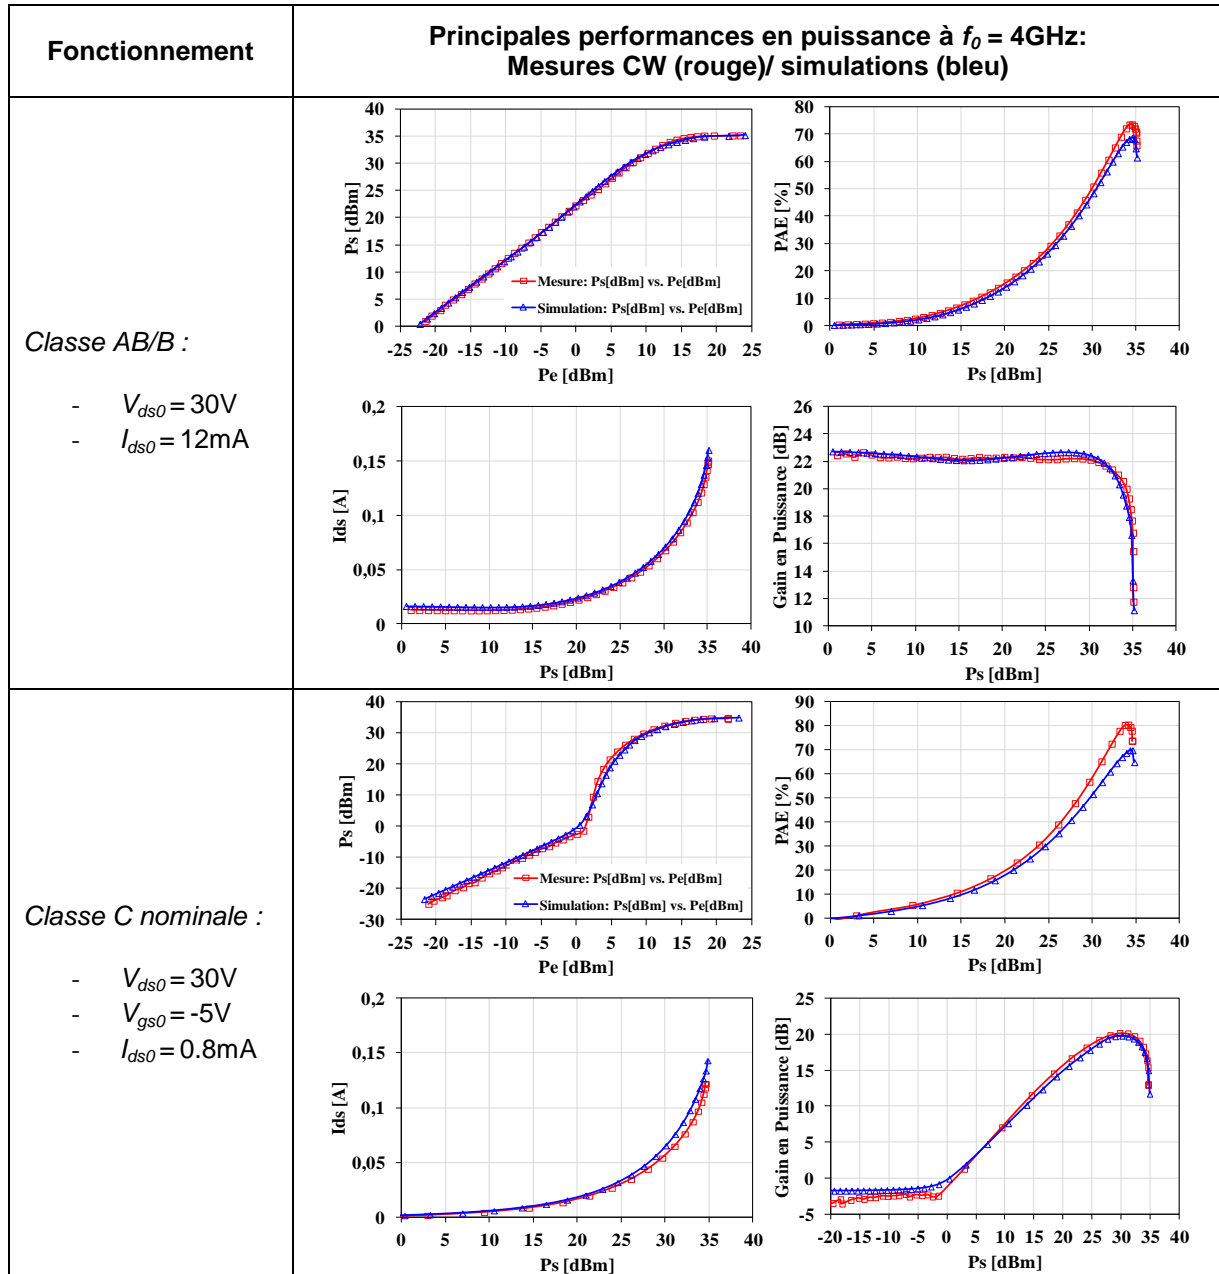 Fonctionnement
Principales performances en puissance à f0 = 4GHz:
Mesures CW (rouge)/ simulations (bleu)
Classe AB/B :
- Vds0 = 30V
- Ids0 = 12mA
40
35
30
25
20
15
10
5
0
Ps [dBm]
Mesure: Ps[dBm] vs. Pe[dBm]
Simulation: Ps[dBm] vs. Pe[dBm]
-25 -20 -15 -10 -5 0 5 10 15 20 25
Pe [dBm]
80
70
60
50
40
30
20
10
0
PAE [%]
0 5 10 15 20 25 30 35 40
Ps [dBm]
0,2
0,15
0,1
0,05
0
Ids [A]
0 5 10 15 20 25 30 35 40
Ps [dBm]
26
24
22
20
18
16
14
12
10
Gain en Puissance [dB]
0 5 10 15 20 25 30 35 40
Ps [dBm]
Classe C nominale :
- Vds0 = 30V
- Vgs0 = -5V
- Ids0 = 0.8mA
40
30
20
10
0
-10
-20
-30
Ps [dBm]
Mesure: Ps[dBm] vs. Pe[dBm]
Simulation: Ps[dBm] vs. Pe[dBm]
-25 -20 -15 -10 -5 0 5 10 15 20 25
Pe [dBm]
90
80
70
60
50
40
30
20
10
0
PAE [%]
0 5 10 15 20 25 30 35 40
Ps [dBm]
0,2
0,15
0,1
0,05
0
Ids [A]
0 5 10 15 20 25 30 35 40
Ps [dBm]
25
20
15
10
5
0
-5
Gain en Puissance [dB]
-20 -15 -10 -5 0 5 10 15 20 25 30 35 40
Ps [dBm]